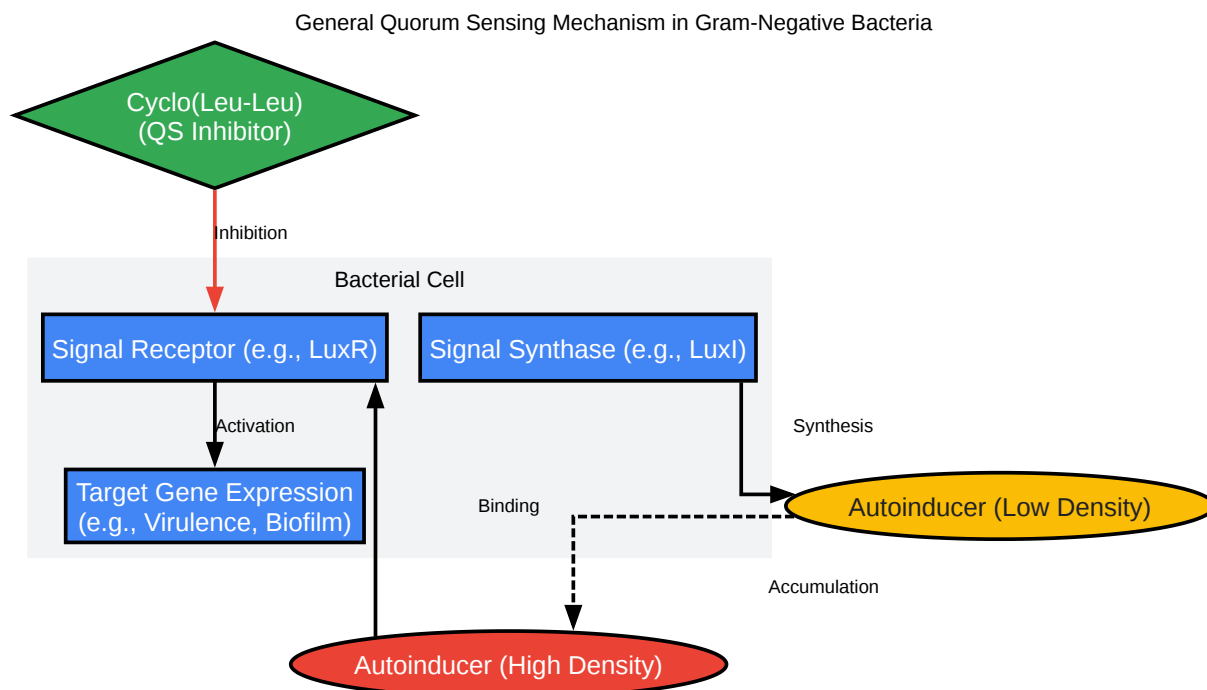 General Quorum Sensing Mechanism in Gram-Negative Bacteria
Cyclo(Leu-Leu)
(QS Inhibitor)
Inhibition
Bacterial Cell
Signal Receptor (e.g., LuxR)
Signal Synthase (e.g., LuxI)
Activation
Synthesis
Target Gene Expression
(e.g., Virulence, Biofilm)
Binding
Autoinducer (Low Density)
Accumulation
Autoinducer (High Density)